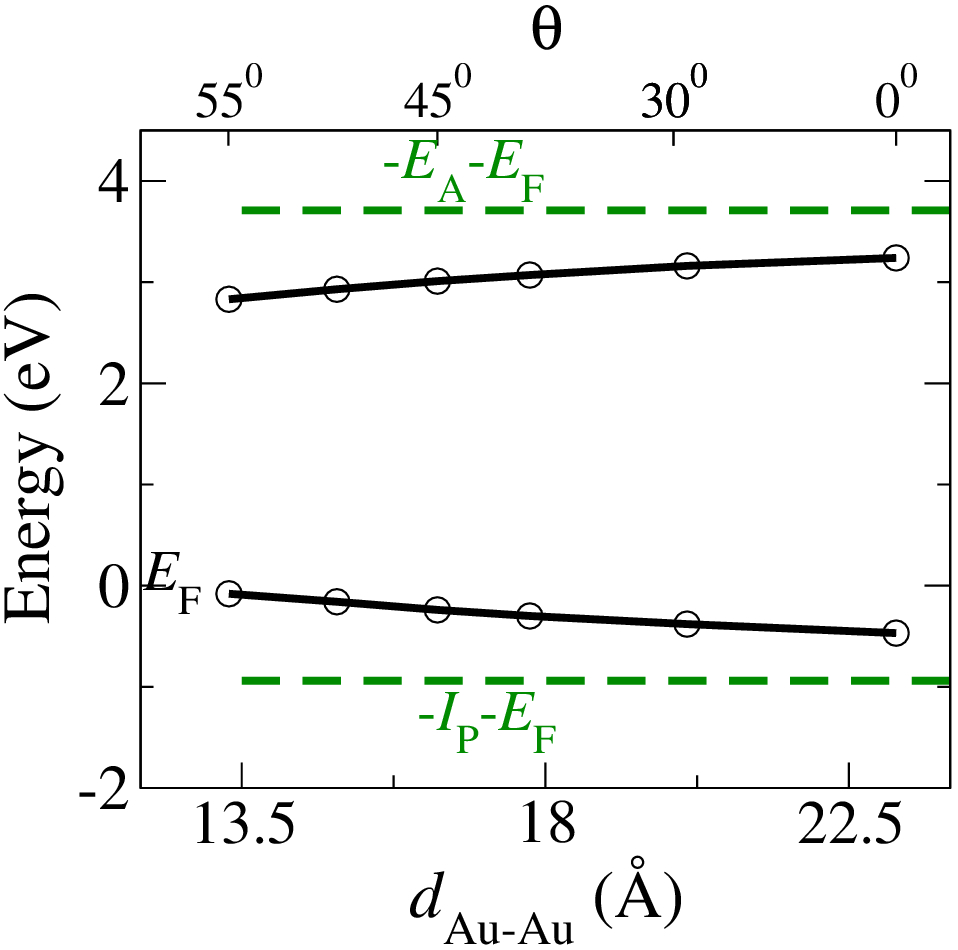 θ
55⁰ 45⁰ 30⁰ 0⁰
-E_A-E_F
4
2
0
-2
Energy (eV)
E_F
-I_P-E_F
13.5 18 22.5
d_Au-Au (Å)